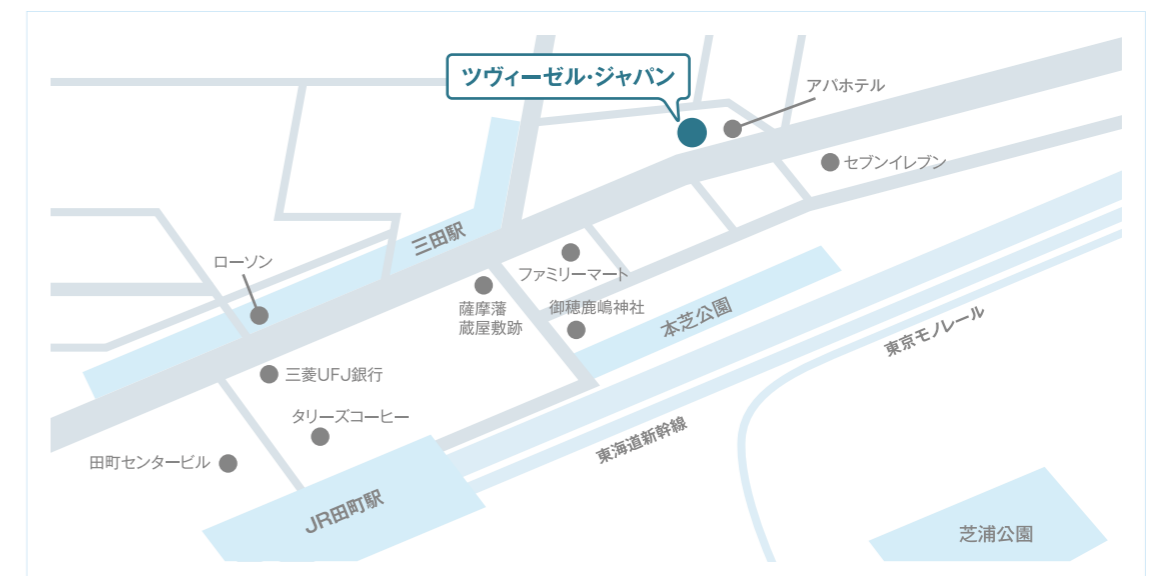 ツヴィーゼル・ジャパン
アパホテル
セブンイレブン
三田駅
ローソン
ファミリーマート
薩摩藩
蔵屋敷跡
御穂鹿嶋神社
本芝公園
東京モノレール
三菱UFJ銀行
タリーズコーヒー
東海道新幹線
田町センタービル
JR田町駅
芝浦公園